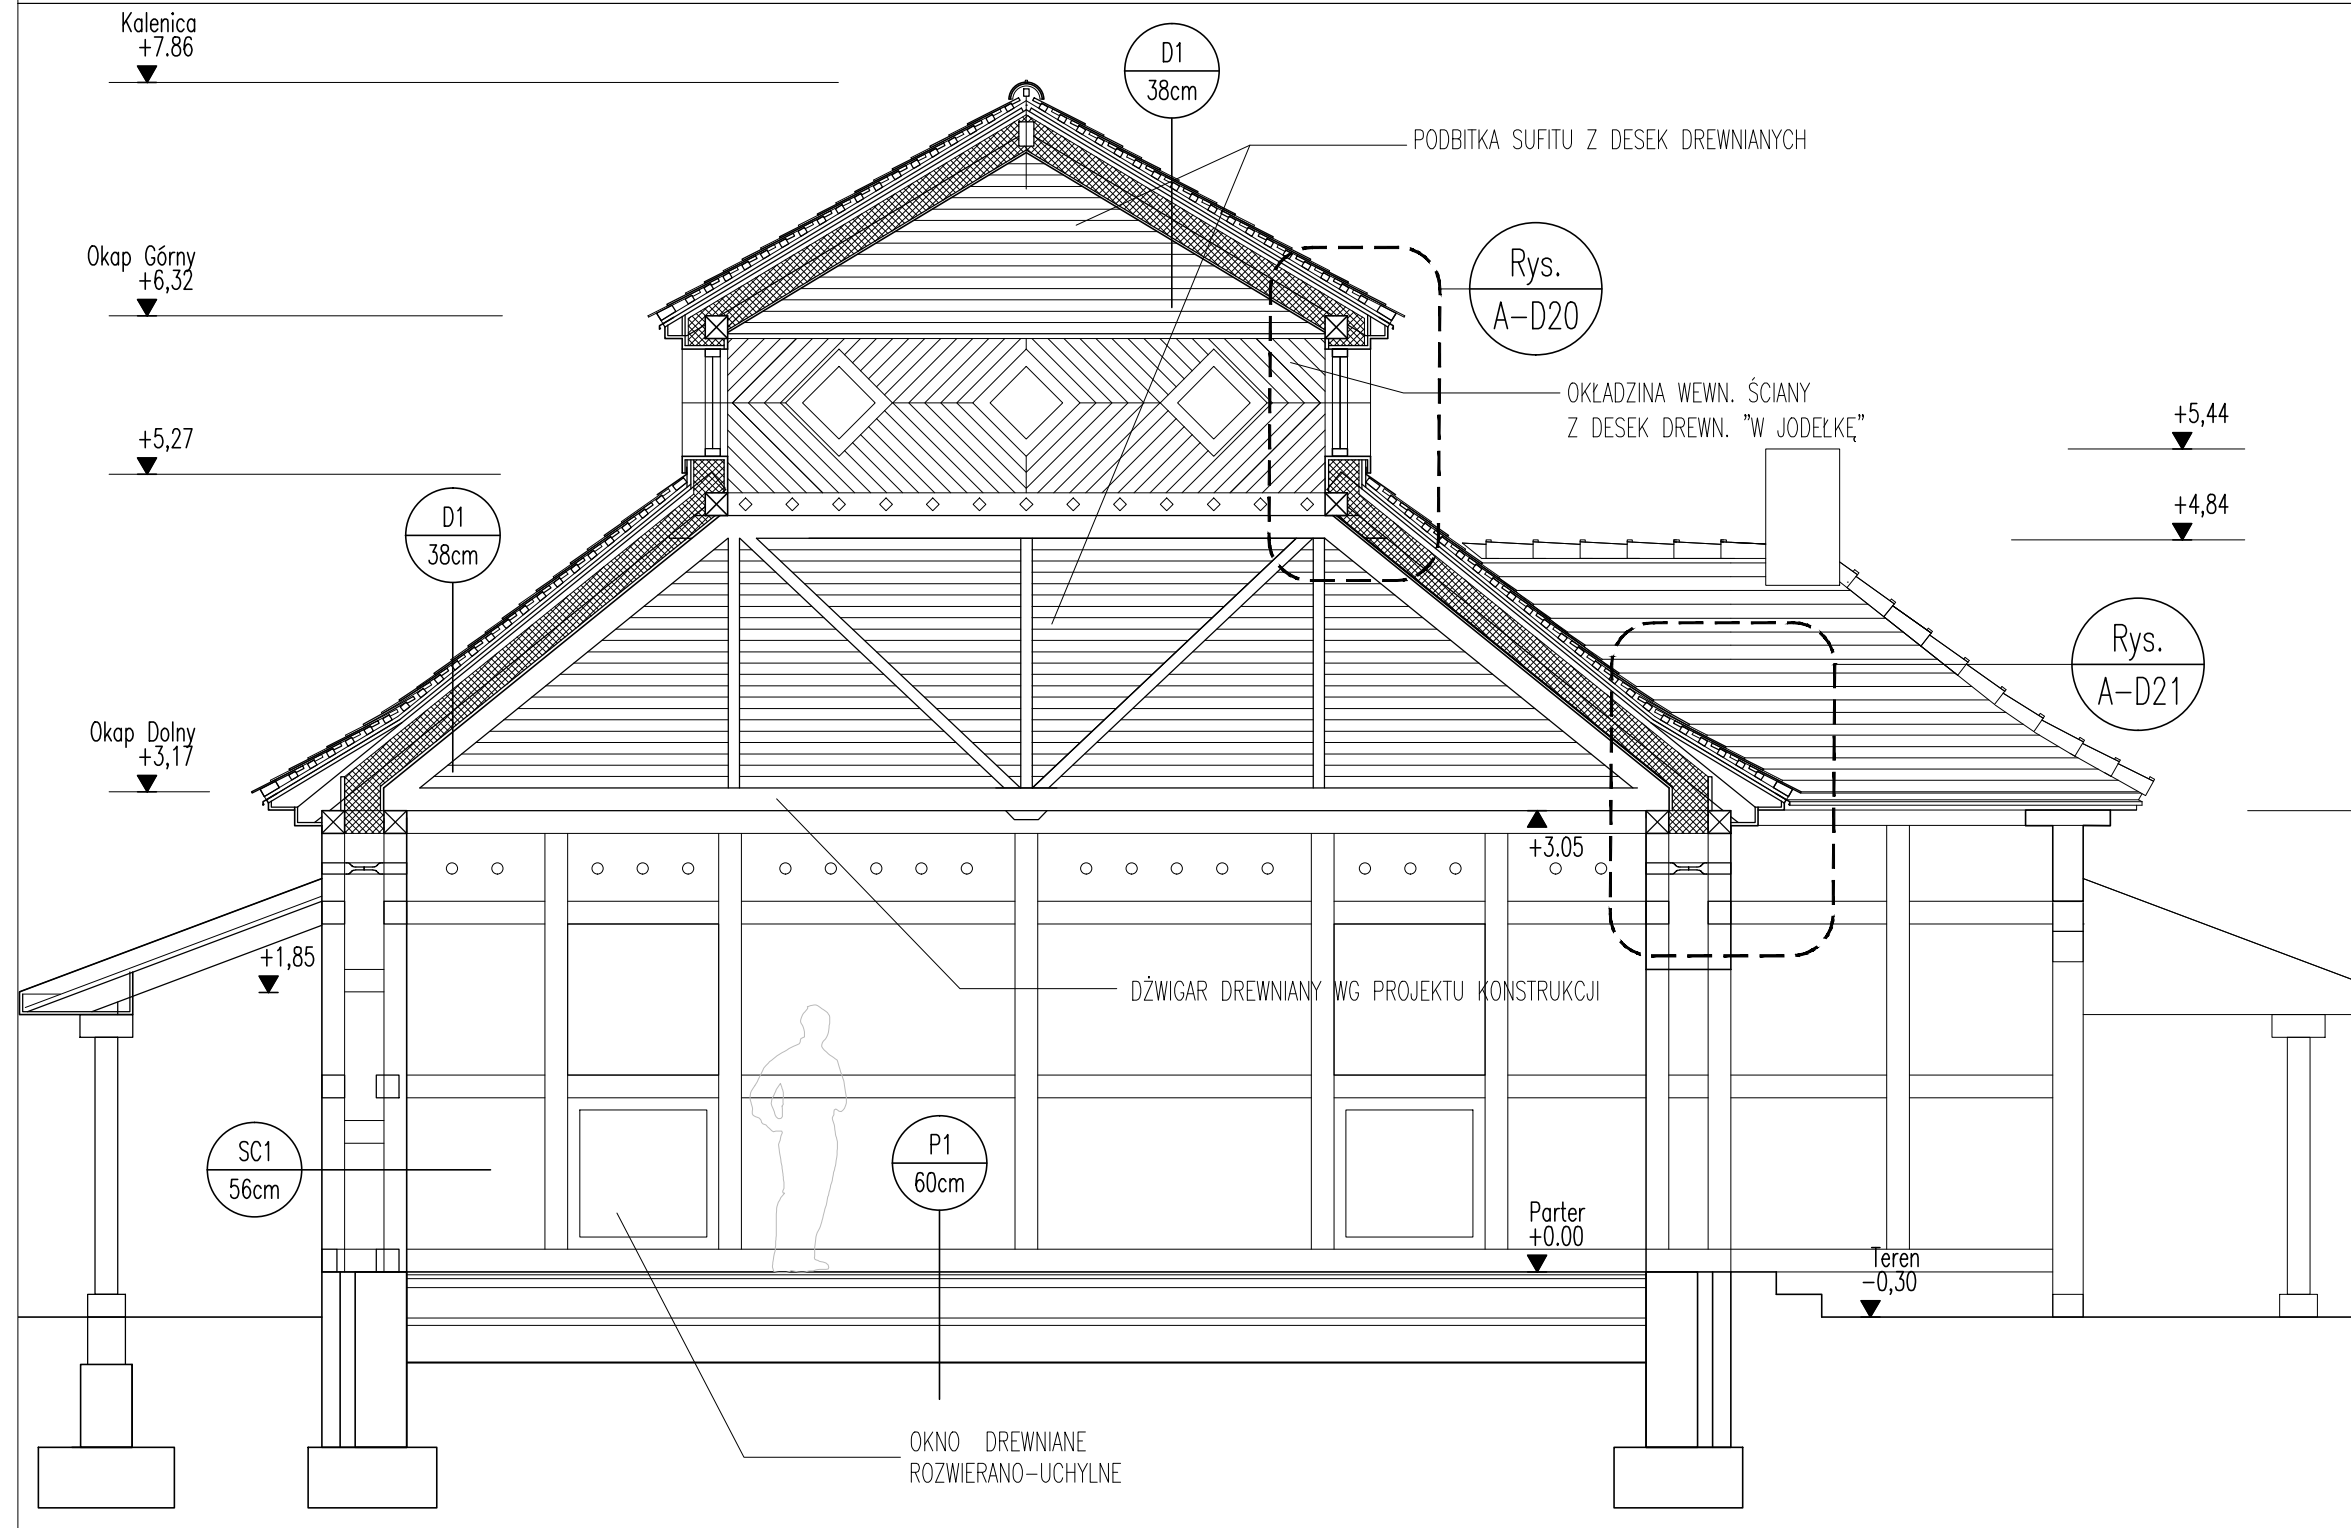 Kalenica
+7.86
D1
38cm
PODBITKA SUFITU Z DESEK DREWNIANYCH
Okap Górny
+6,32
Rys.
A-D20
OKŁADZINA WEWN. ŚCIANY
Z DESEK DREWN. "W JODEŁKĘ"
+5,27
+5,44
D1
38cm
+4,84
Rys.
A-D21
Okap Dolny
+3,17
+3.05
+1,85
DŹWIGAR DREWNIANY WG PROJEKTU KONSTRUKCJI
SC1
56cm
P1
60cm
Parter
+0.00
Teren
-0,30
OKNO DREWNIANE
ROZWIERANO-UCHYLNE